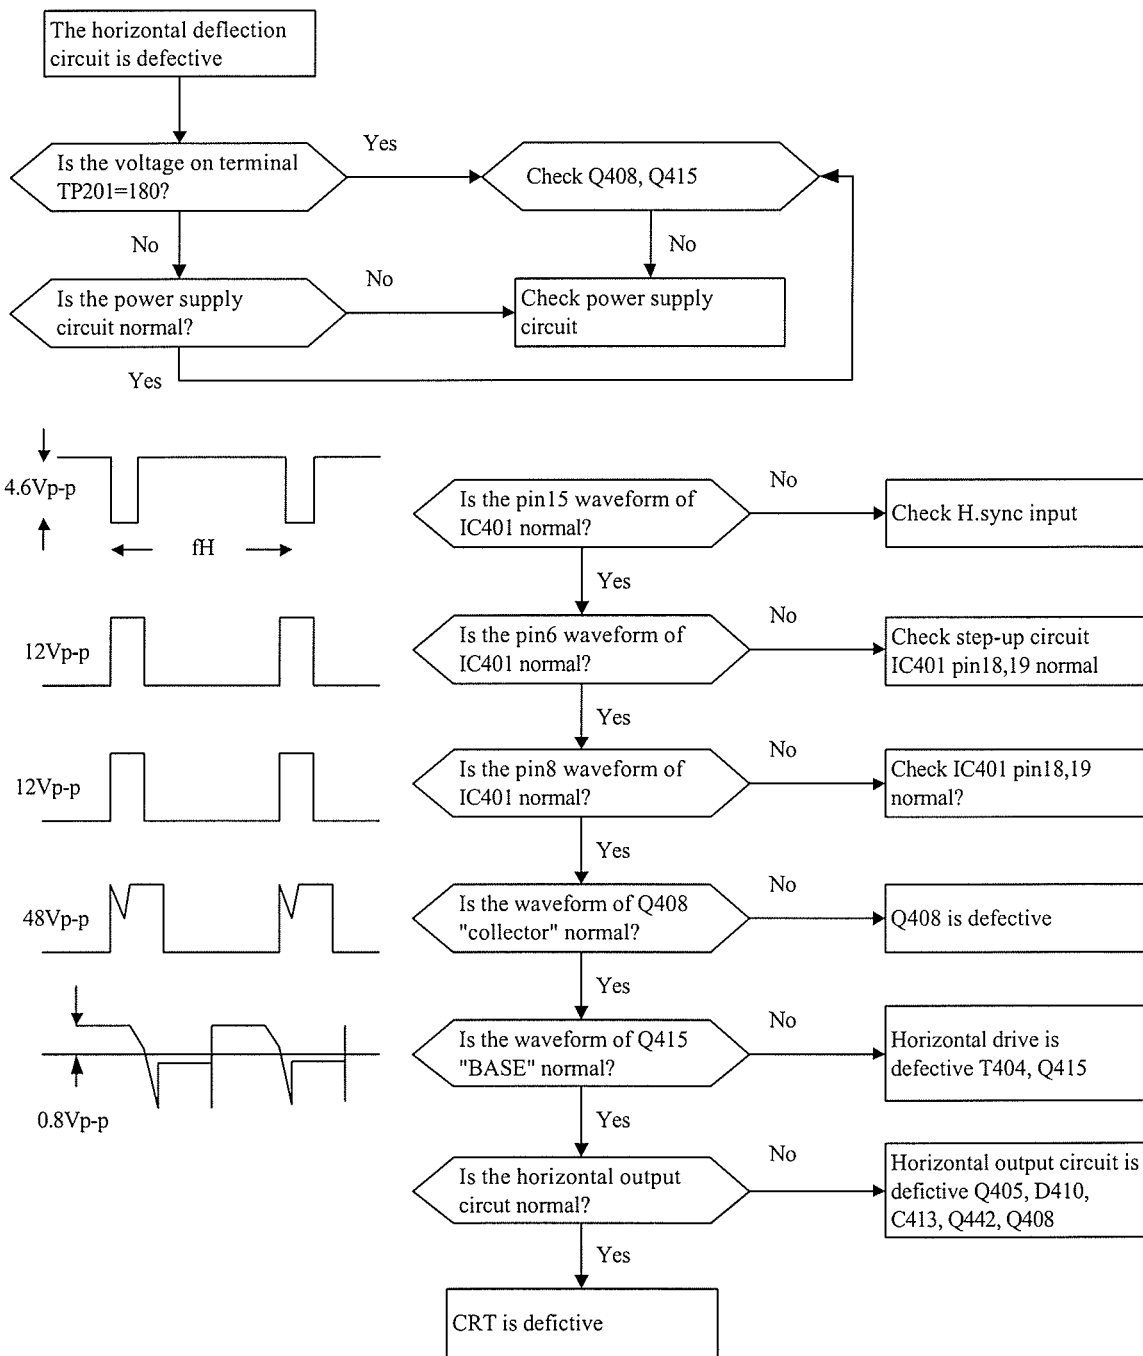 The horizontal deflection
circuit is defective
Is the voltage on terminal
TP201=180?
Yes
Check Q408, Q415
No
No
Is the power supply
circuit normal?
No
Check power supply
circuit
Yes
4.6Vp-p
fH
Is the pin15 waveform of
IC401 normal?
No
Check H.sync input
Yes
12Vp-p
Is the pin6 waveform of
IC401 normal?
No
Check step-up circuit
IC401 pin18,19 normal
Yes
12Vp-p
Is the pin8 waveform of
IC401 normal?
No
Check IC401 pin18,19
normal?
Yes
48Vp-p
Is the waveform of Q408
"collector" normal?
No
Q408 is defective
Yes
0.8Vp-p
Is the waveform of Q415
"BASE" normal?
No
Horizontal drive is
defective T404, Q415
Yes
Is the horizontal output
circut normal?
No
Horizontal output circuit is
defictive Q405, D410,
C413, Q442, Q408
Yes
CRT is defictive